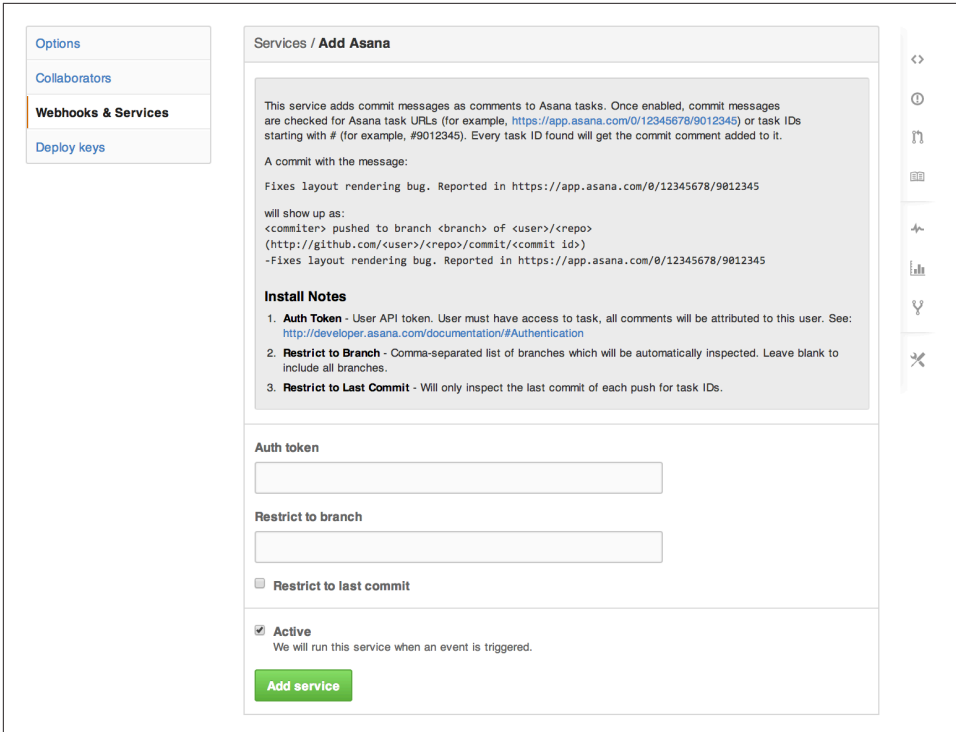 Options
Collaborators
Webhooks & Services
Deploy keys
Services / Add Asana
This service adds commit messages as comments to Asana tasks. Once enabled, commit messages
are checked for Asana task URLs (for example, https://app.asana.com/0/12345678/9012345) or task IDs
starting with # (for example, #9012345). Every task ID found will get the commit comment added to it.
A commit with the message:
Fixes layout rendering bug. Reported in https://app.asana.com/0/12345678/9012345
will show up as:
<commiter> pushed to branch <branch> of <user>/<repo>
(http://github.com/<user>/<repo>/commit/<commit id>)
-Fixes layout rendering bug. Reported in https://app.asana.com/0/12345678/9012345
Install Notes
1. Auth Token - User API token. User must have access to task, all comments will be attributed to this user. See:
http://developer.asana.com/documentation/#Authentication
2. Restrict to Branch - Comma-separated list of branches which will be automatically inspected. Leave blank to
include all branches.
3. Restrict to Last Commit - Will only inspect the last commit of each push for task IDs.
Auth token
Restrict to branch
Restrict to last commit
Active
We will run this service when an event is triggered.
Add service